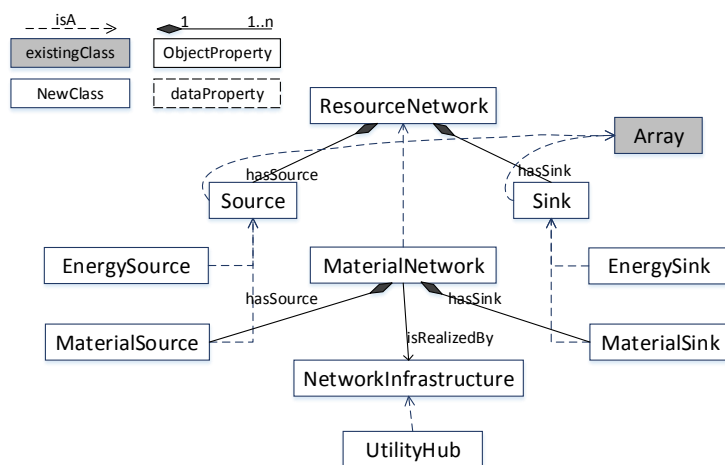 isA
1 1..n
existingClass
ObjectProperty
NewClass
dataProperty
ResourceNetwork
Array
hasSource
hasSink
Source
Sink
EnergySource
MaterialNetwork
EnergySink
hasSource
hasSink
MaterialSource
isRealizedBy
MaterialSink
NetworkInfrastructure
UtilityHub